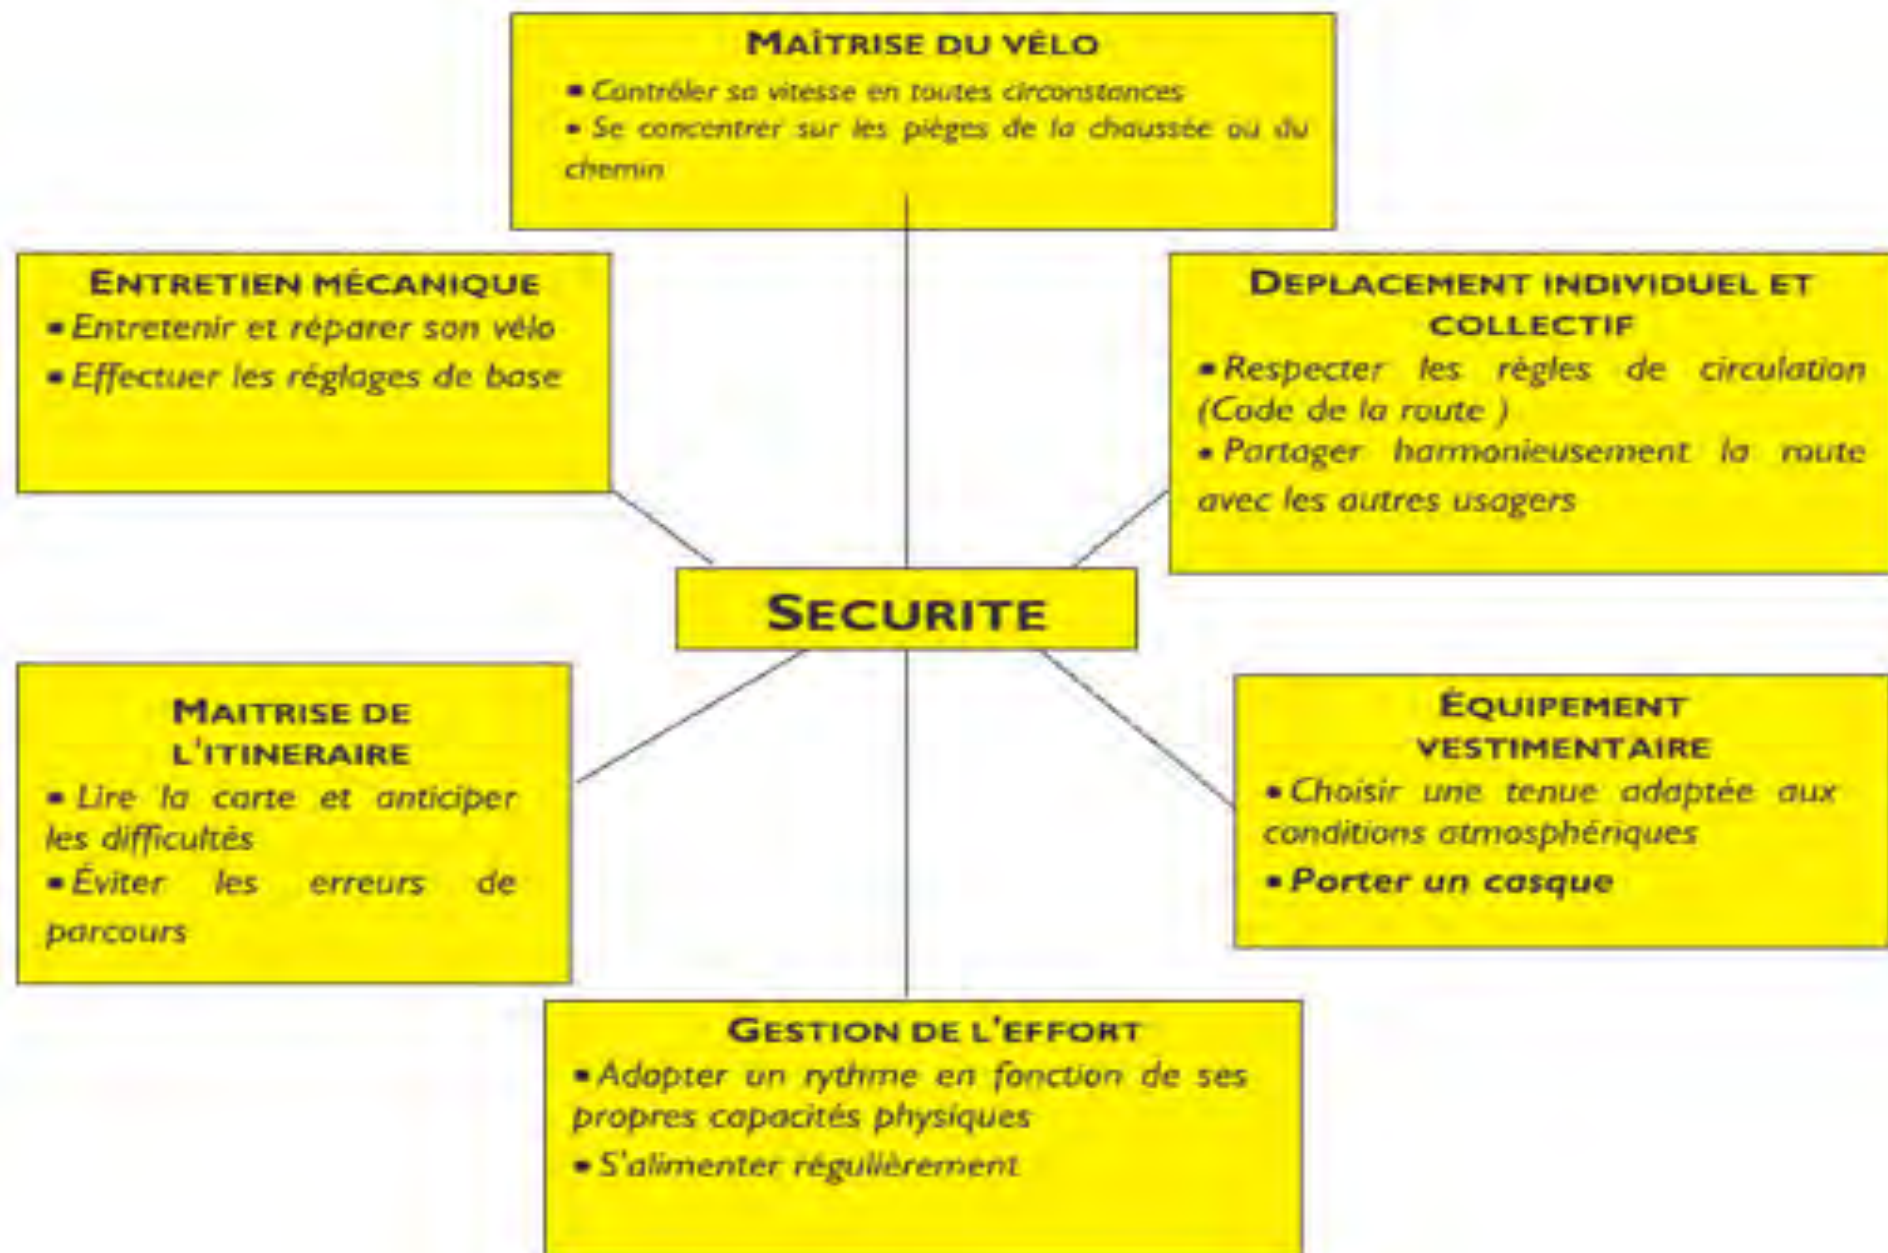 MAÎTRISE DU VÉLO
▪ Contrôler sa vitesse en toutes circonstances
▪ Se concentrer sur les pièges de la chaussée ou du
chemin
ENTRETIEN MÉCANIQUE
▪ Entretenir et réparer son vélo
▪ Effectuer les réglages de base
DEPLACEMENT INDIVIDUEL ET
COLLECTIF
▪ Respecter les règles de circulation
(Code de la route )
▪ Partager harmonieusement la route
avec les autres usagers
SECURITE
MAITRISE DE
L'ITINERAIRE
▪ Lire la carte et anticiper
les difficultés
▪ Éviter les erreurs de
parcours
ÉQUIPEMENT
VESTIMENTAIRE
▪ Choisir une tenue adaptée aux
conditions atmosphériques
▪ Porter un casque
GESTION DE L'EFFORT
▪ Adapter un rythme en fonction de ses
propres capacités physiques
▪ S'alimenter régulièrement